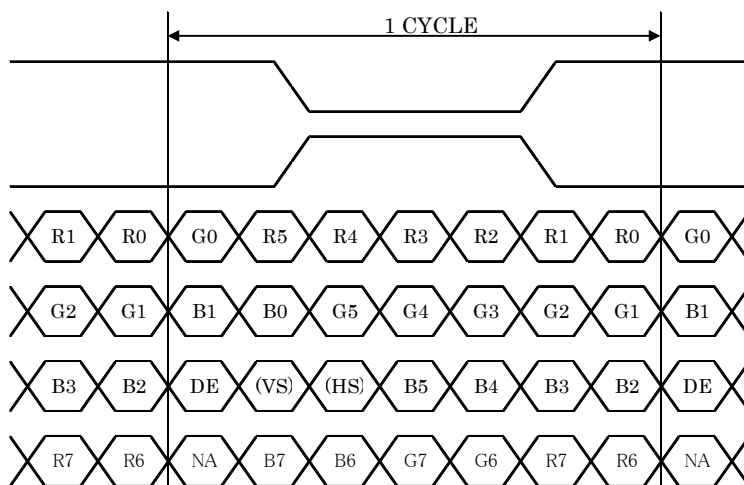 1 CYCLE
R1 R0 G0 R5 R4 R3 R2 R1 R0 G0
G2 G1 B1 B0 G5 G4 G3 G2 G1 B1
B3 B2 DE (VS) (HS) B5 B4 B3 B2 DE
R7 R6 NA B7 B6 G7 G6 R7 R6 NA